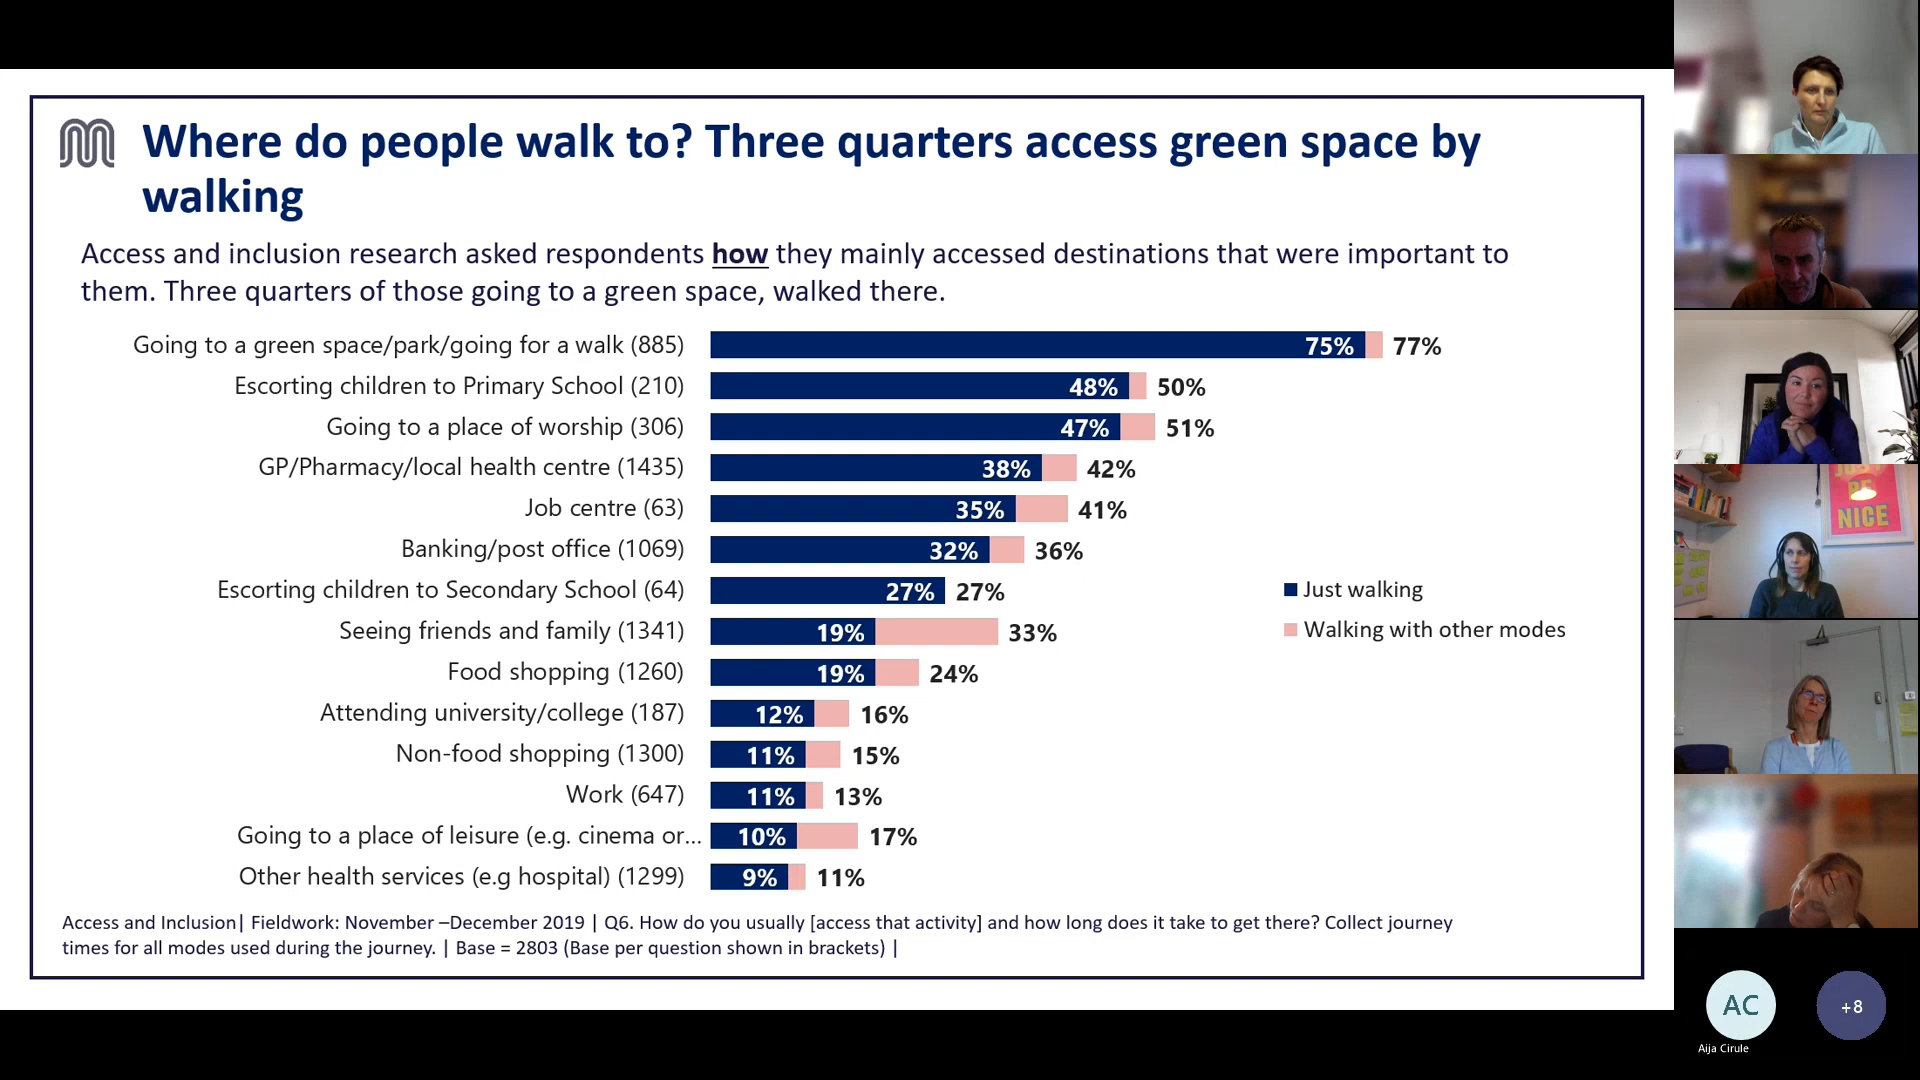 Where do people walk to? Three quarters access green space by
walking
Access and inclusion research asked respondents how they mainly accessed destinations that were important to
them. Three quarters of those going to a green space, walked there.
Going to a green space/park/going for a walk (885) 75% 77%
Escorting children to Primary School (210) 48% 50%
Going to a place of worship (306) 47% 51%
GP/Pharmacy/local health centre (1435) 38% 42%
Job centre (63) 35% 41%
Banking/post office (1069) 32% 36%
Escorting children to Secondary School (64) 27% 27%
Seeing friends and family (1341) 19% 33%
Food shopping (1260) 19% 24%
Attending university/college (187) 12% 16%
Non-food shopping (1300) 11% 15%
Work (647) 11% 13%
Going to a place of leisure (e.g. cinema or... 10% 17%
Other health services (e.g hospital) (1299) 9% 11%
Just walking
Walking with other modes
Access and Inclusion| Fieldwork: November –December 2019 | Q6. How do you usually [access that activity] and how long does it take to get there? Collect journey
times for all modes used during the journey. | Base = 2803 (Base per question shown in brackets) |
JUST
BE
NICE
AC
Aija Cirule
+8